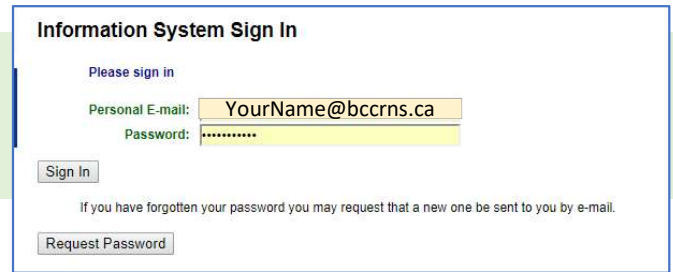 Information System Sign In
Please sign in
Personal E-mail: YourName@bccrns.ca
Password: •••••••••••
Sign In
If you have forgotten your password you may request that a new one be sent to you by e-mail.
Request Password